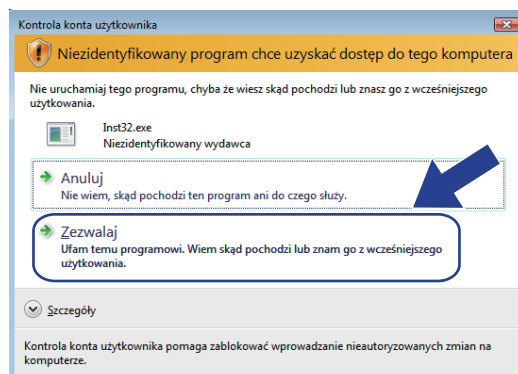 Kontrola konta użytkownika
Niezidentyfikowany program chce uzyskać dostęp do tego komputera
Nie uruchamiaj tego programu, chyba że wiesz skąd pochodzi lub znasz go z wcześniejszego
użytkowania.
Inst32.exe
Niezidentyfikowany wydawca
Anuluj
Nie wiem, skąd pochodzi ten program ani do czego służy.
Zezwalaj
Ufam temu programowi. Wiem skąd pochodzi lub znam go z wcześniejszego
użytkowania.
Szczegóły
Kontrola konta użytkownika pomaga zablokować wprowadzanie nieautoryzowanych zmian na
komputerze.